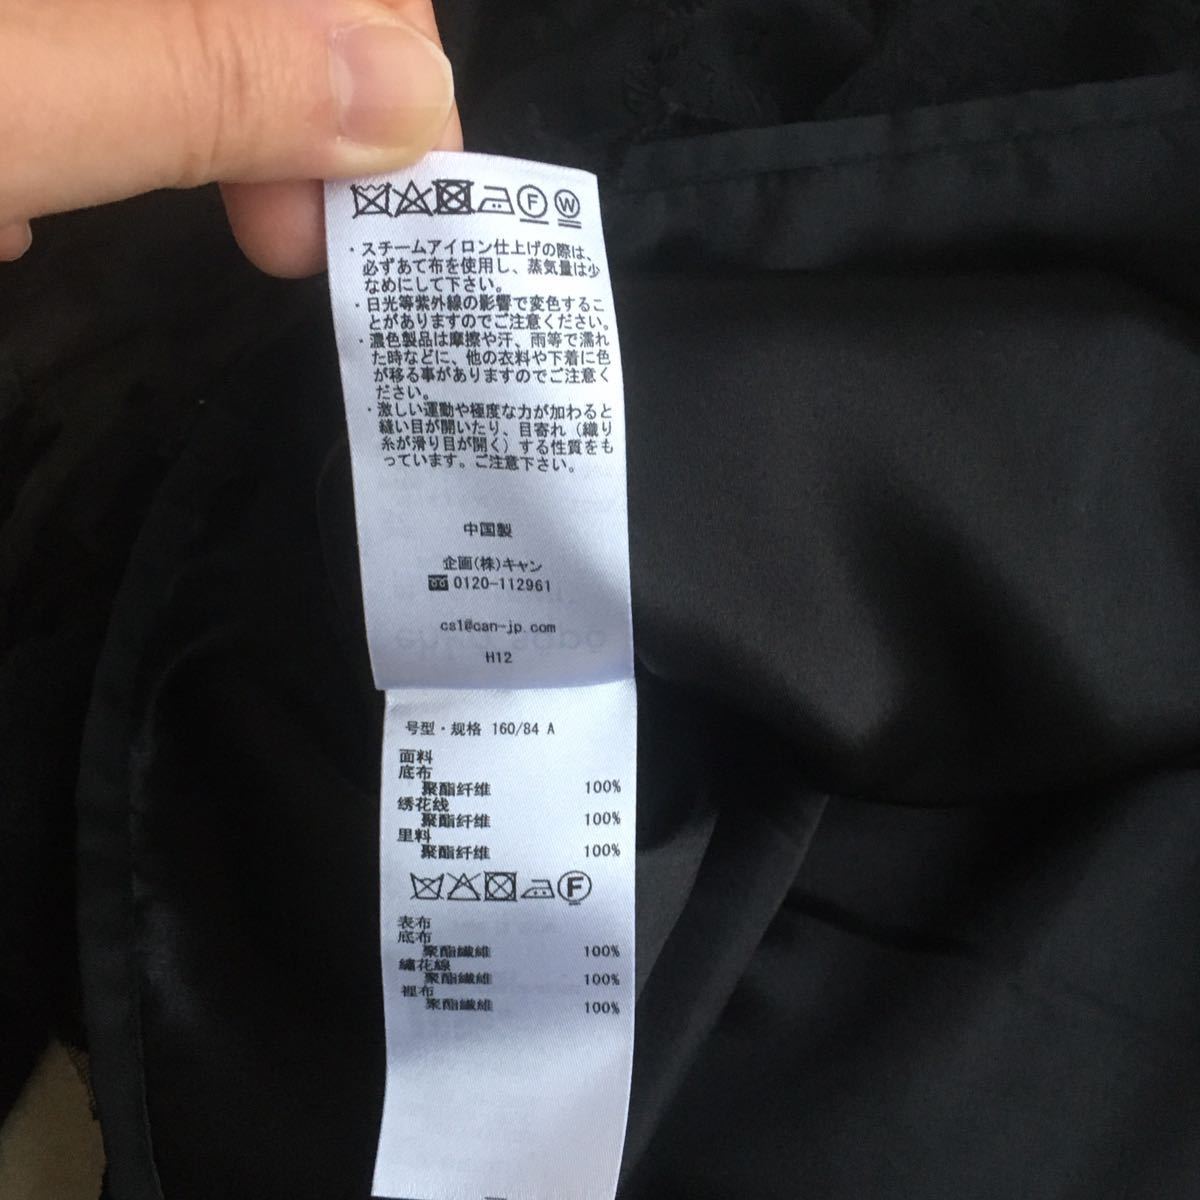 F W
・スチームアイロン仕上げの際は、
必ずあて布を使用し、蒸気量は少
なめにして下さい。
・日光等紫外線の影響で変色するこ
とがありますのでご注意ください。
・濃色製品は摩擦や汗、雨等で濡れ
た時などに、他の衣料や下着に色
が移る事がありますのでご注意く
ださい。
・激しい運動や極度な力が加わると
縫い目が開いたり、目寄れ（織り
糸が滑り目が開く）する性質をも
っています。ご注意下さい。
中国製
企画(株)キャン
0120-112961
cs1@can-jp.com
H12
号型・规格 160/84 A
面料
底布
聚酯纤维 100%
绣花线
聚酯纤维 100%
里料
聚酯纤维 100%
F
表布
底布
聚酯纖維 100%
繡花線
聚酯纖維 100%
裡布
聚酯纖維 100%